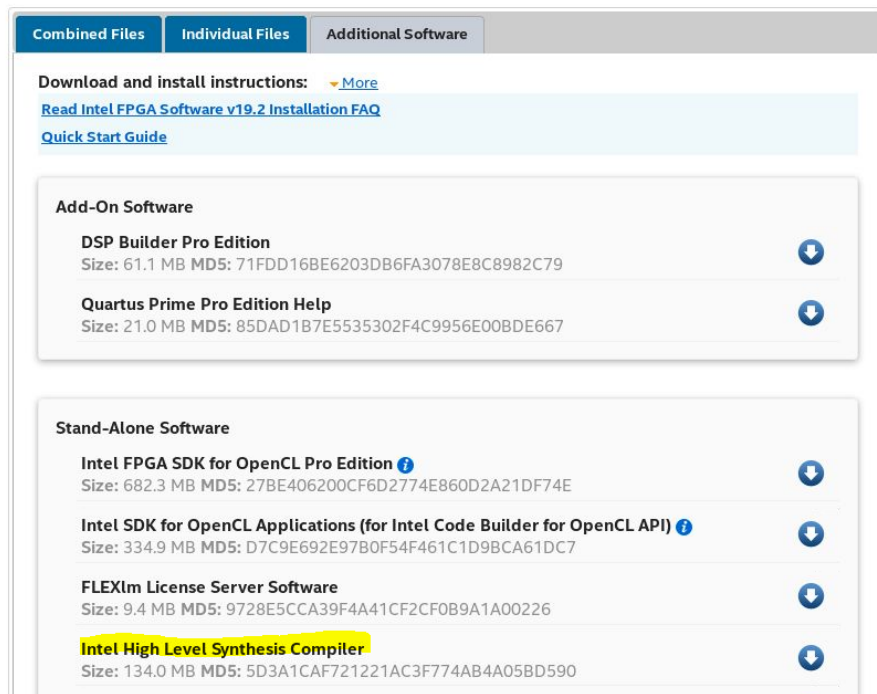 Combined Files Individual Files Additional Software
Download and install instructions: More
Read Intel FPGA Software v19.2 Installation FAQ
Quick Start Guide
Add-On Software
DSP Builder Pro Edition
Size: 61.1 MB MD5: 71FDD16BE6203DB6FA3078E8C8982C79
Quartus Prime Pro Edition Help
Size: 21.0 MB MD5: 85DAD1B7E5535302F4C9956E00BDE667
Stand-Alone Software
Intel FPGA SDK for OpenCL Pro Edition
Size: 682.3 MB MD5: 27BE406200CF6D2774E860D2A21DF74E
Intel SDK for OpenCL Applications (for Intel Code Builder for OpenCL API)
Size: 334.9 MB MD5: D7C9E692E97B0F54F461C1D9BCA61DC7
FLEXlm License Server Software
Size: 9.4 MB MD5: 9728E5CCA39F4A41CF2CF0B9A1A00226
Intel High Level Synthesis Compiler
Size: 134.0 MB MD5: 5D3A1CAF721221AC3F774AB4A05BD590